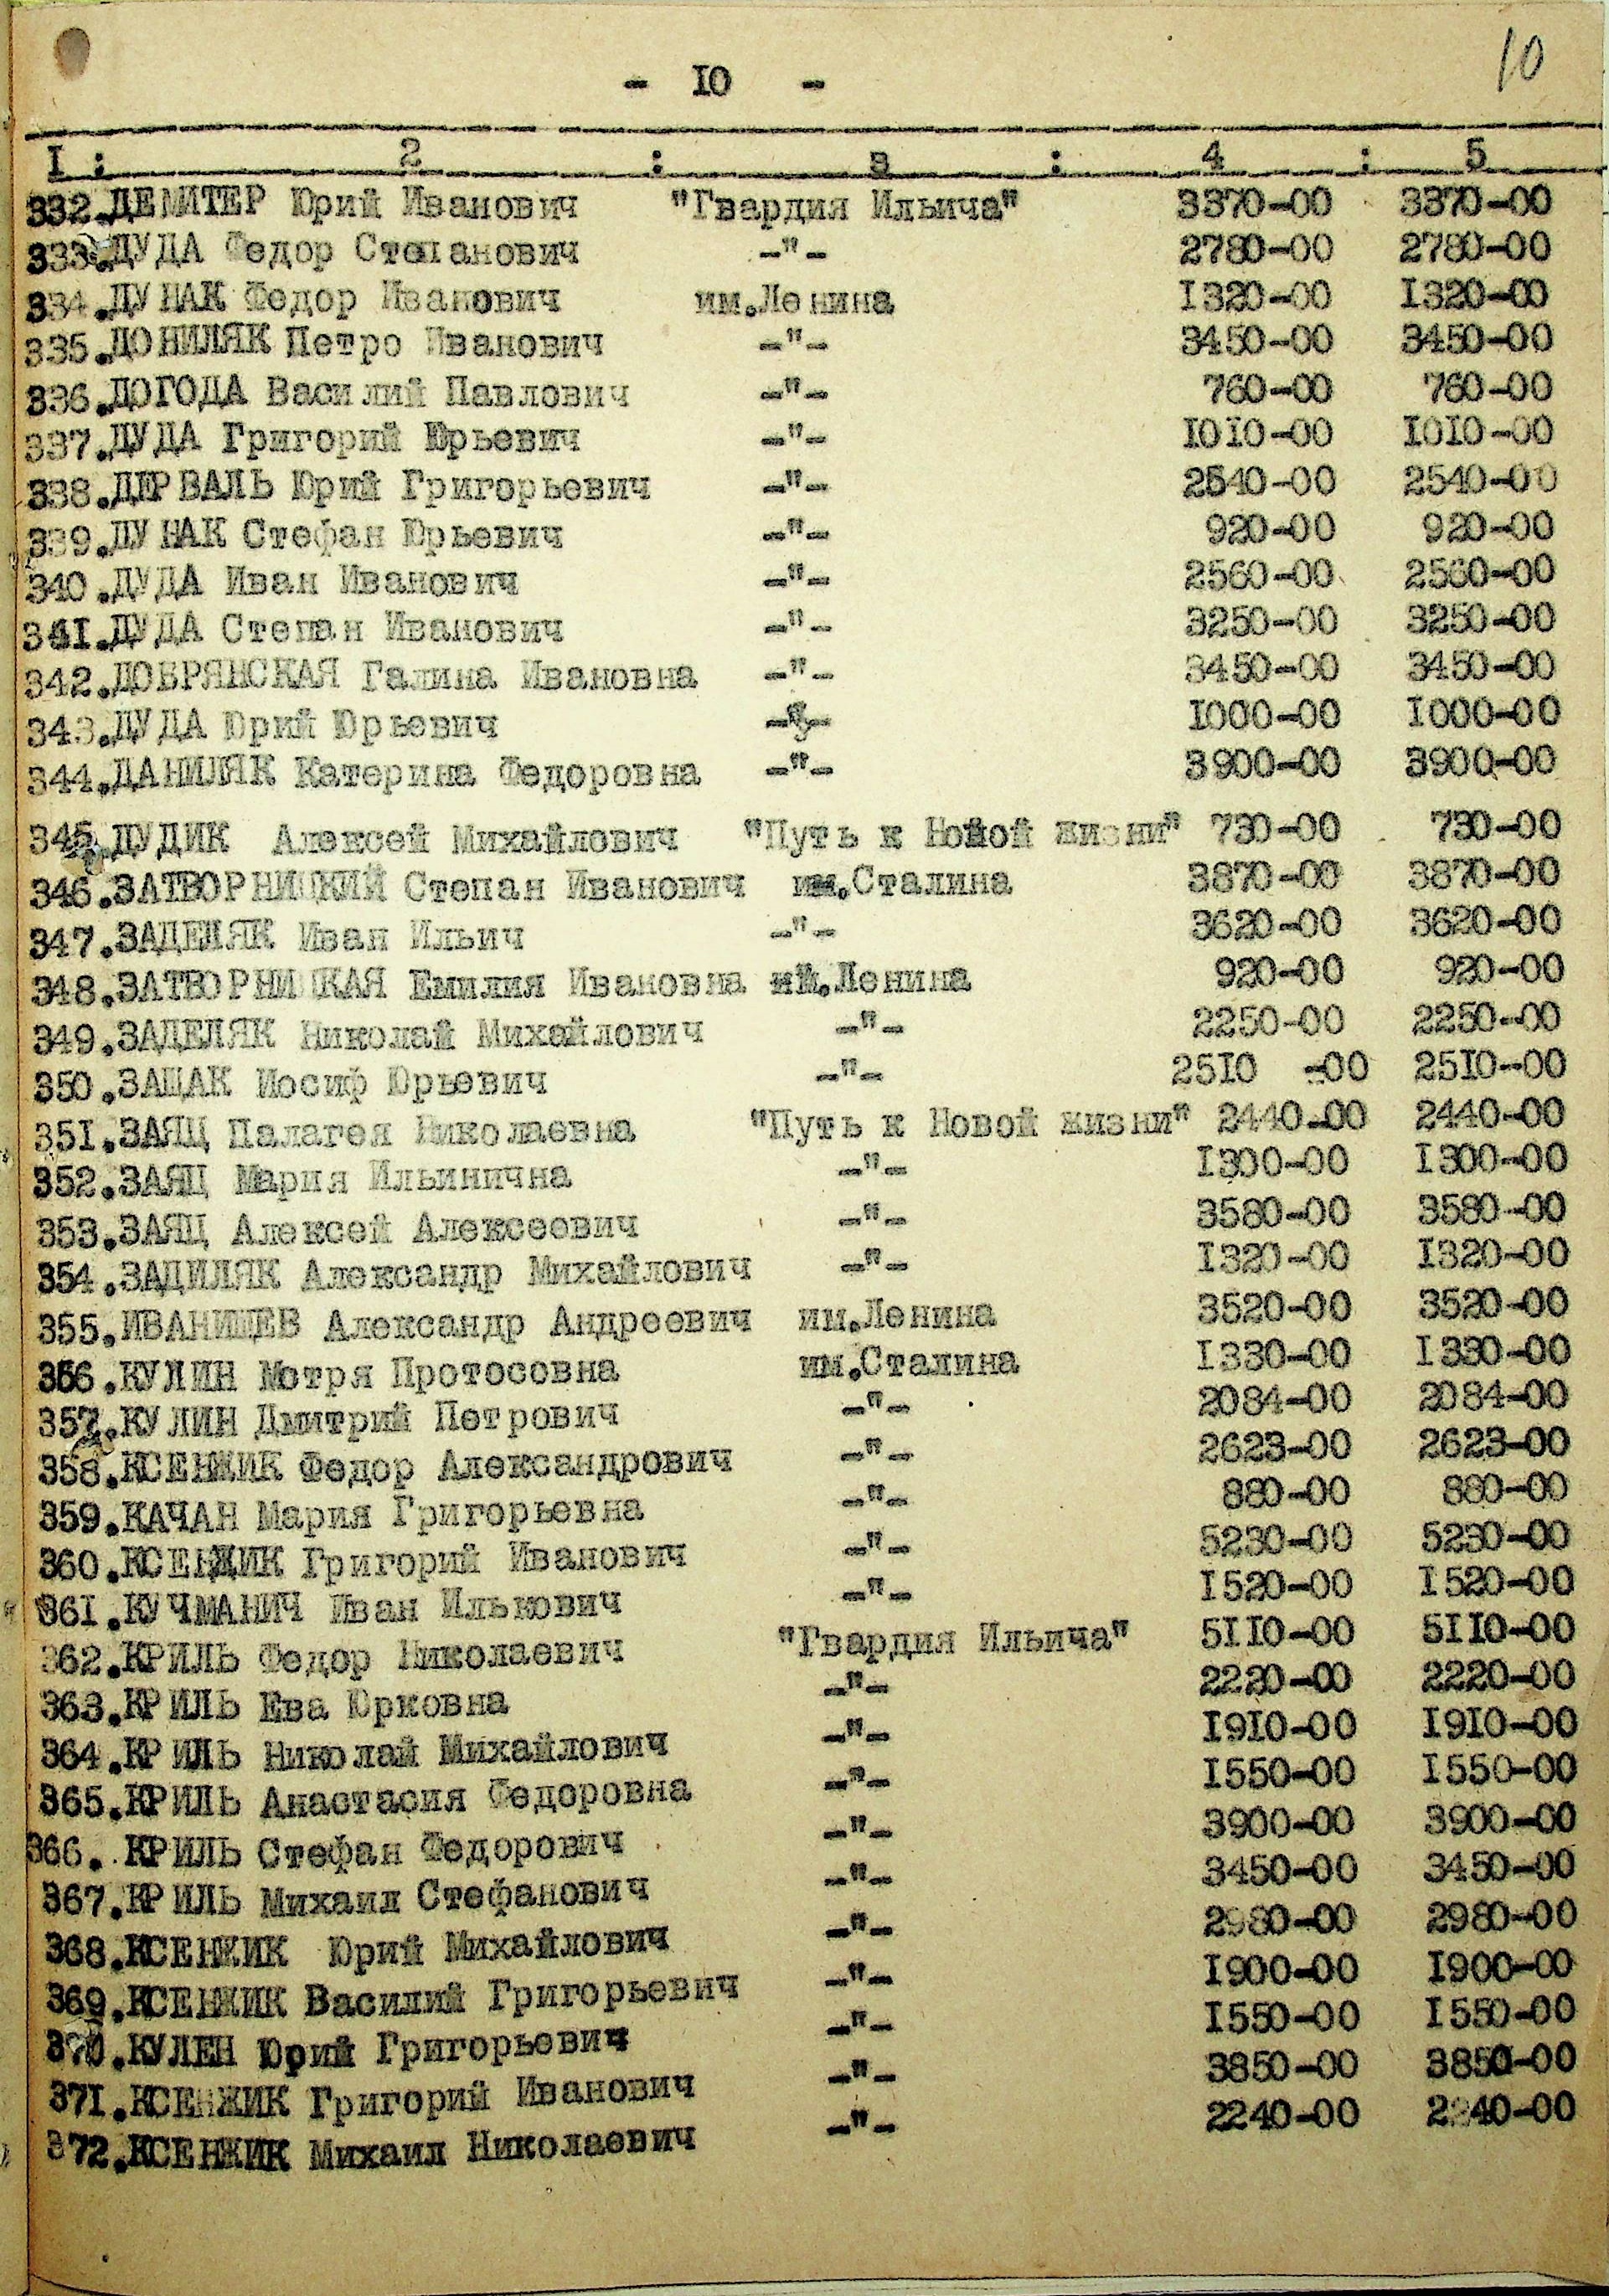 - 10 -
10
1 : 2 : 3 : 4 : 5
332.ДЕМИТЕР Юрий Иванович "Гвардия Ильича" 3370-00 3370-00
333.ДУДА Федор Степанович -"- 2780-00 2780-00
334.ДУНАК Федор Иванович им.Ленина 1320-00 1320-00
335.ДОНИЛЯК Петро Иванович -"- 3450-00 3450-00
336.ДОГОДА Василий Павлович -"- 760-00 760-00
337.ДУДА Григорий Юрьевич -"- 1010-00 1010-00
338.ДЕРВАЛЬ Юрий Григорьевич -"- 2540-00 2540-00
339.ДУНАК Стефан Юрьевич -"- 920-00 920-00
340.ДУДА Иван Иванович -"- 2560-00 2560-00
341.ДУДА Степан Иванович -"- 3250-00 3250-00
342.ДОБРЯНСКАЯ Галина Ивановна -"- 3450-00 3450-00
343.ДУДА Юрий Юрьевич -"- 1000-00 1000-00
344.ДАНИЛЯК Катерина Федоровна -"- 3900-00 3900-00
345.ДУДИК Алексей Михайлович "Путь к Новой жизни" 730-00 730-00
346.ЗАТВОРНИЦКИЙ Степан Иванович им.Сталина 3870-00 3870-00
347.ЗАДЕЛЯК Иван Ильич -"- 3620-00 3620-00
348.ЗАТВОРНИЦКАЯ Емилия Ивановна им.Ленина 920-00 920-00
349.ЗАДЕЛЯК Николай Михайлович -"- 2250-00 2250-00
350.ЗАЦАК Иосиф Юрьевич -"- 2510 -00 2510-00
351.ЗАЯЦ Палагея Николаевна "Путь к Новой жизни" 2440-00 2440-00
352.ЗАЯЦ Мария Ильинична -"- 1300-00 1300-00
353.ЗАЯЦ Алексей Алексеевич -"- 3580-00 3580-00
354.ЗАДИЛЯК Александр Михайлович -"- 1320-00 1320-00
355.ИВАНИШЕВ Александр Андреевич им.Ленина 3520-00 3520-00
356.КУЛИН Мотря Протосовна им.Сталина 1330-00 1330-00
357.КУЛИН Дмитрий Петрович -"- 2084-00 2084-00
358.КСЕНЖИК Федор Александрович -"- 2623-00 2623-00
359.КАЧАН Мария Григорьевна -"- 880-00 880-00
360.КСЕНЖИК Григорий Иванович -"- 5230-00 5230-00
361.КУЧМАНИЧ Иван Илькович -"- 1520-00 1520-00
362.КРИЛЬ Федор Николаевич "Гвардия Ильича" 5110-00 5110-00
363.КРИЛЬ Ева Юрковна -"- 2220-00 2220-00
364.КРИЛЬ Николай Михайлович -"- 1910-00 1910-00
365.КРИЛЬ Анастасия Федоровна -"- 1550-00 1550-00
366. КРИЛЬ Стефан Федорович -"- 3900-00 3900-00
367.КРИЛЬ Михаил Стефанович -"- 3450-00 3450-00
368.КСЕНЖИК Юрий Михайлович -"- 2980-00 2980-00
369.КСЕНЖИК Василий Григорьевич -"- 1900-00 1900-00
370.КУЛЕН Юрий Григорьевич -"- 1550-00 1550-00
371.КСЕНЖИК Григорий Иванович -"- 3850-00 3850-00
372.КСЕНЖИК Михаил Николаевич -"- 2240-00 2240-00